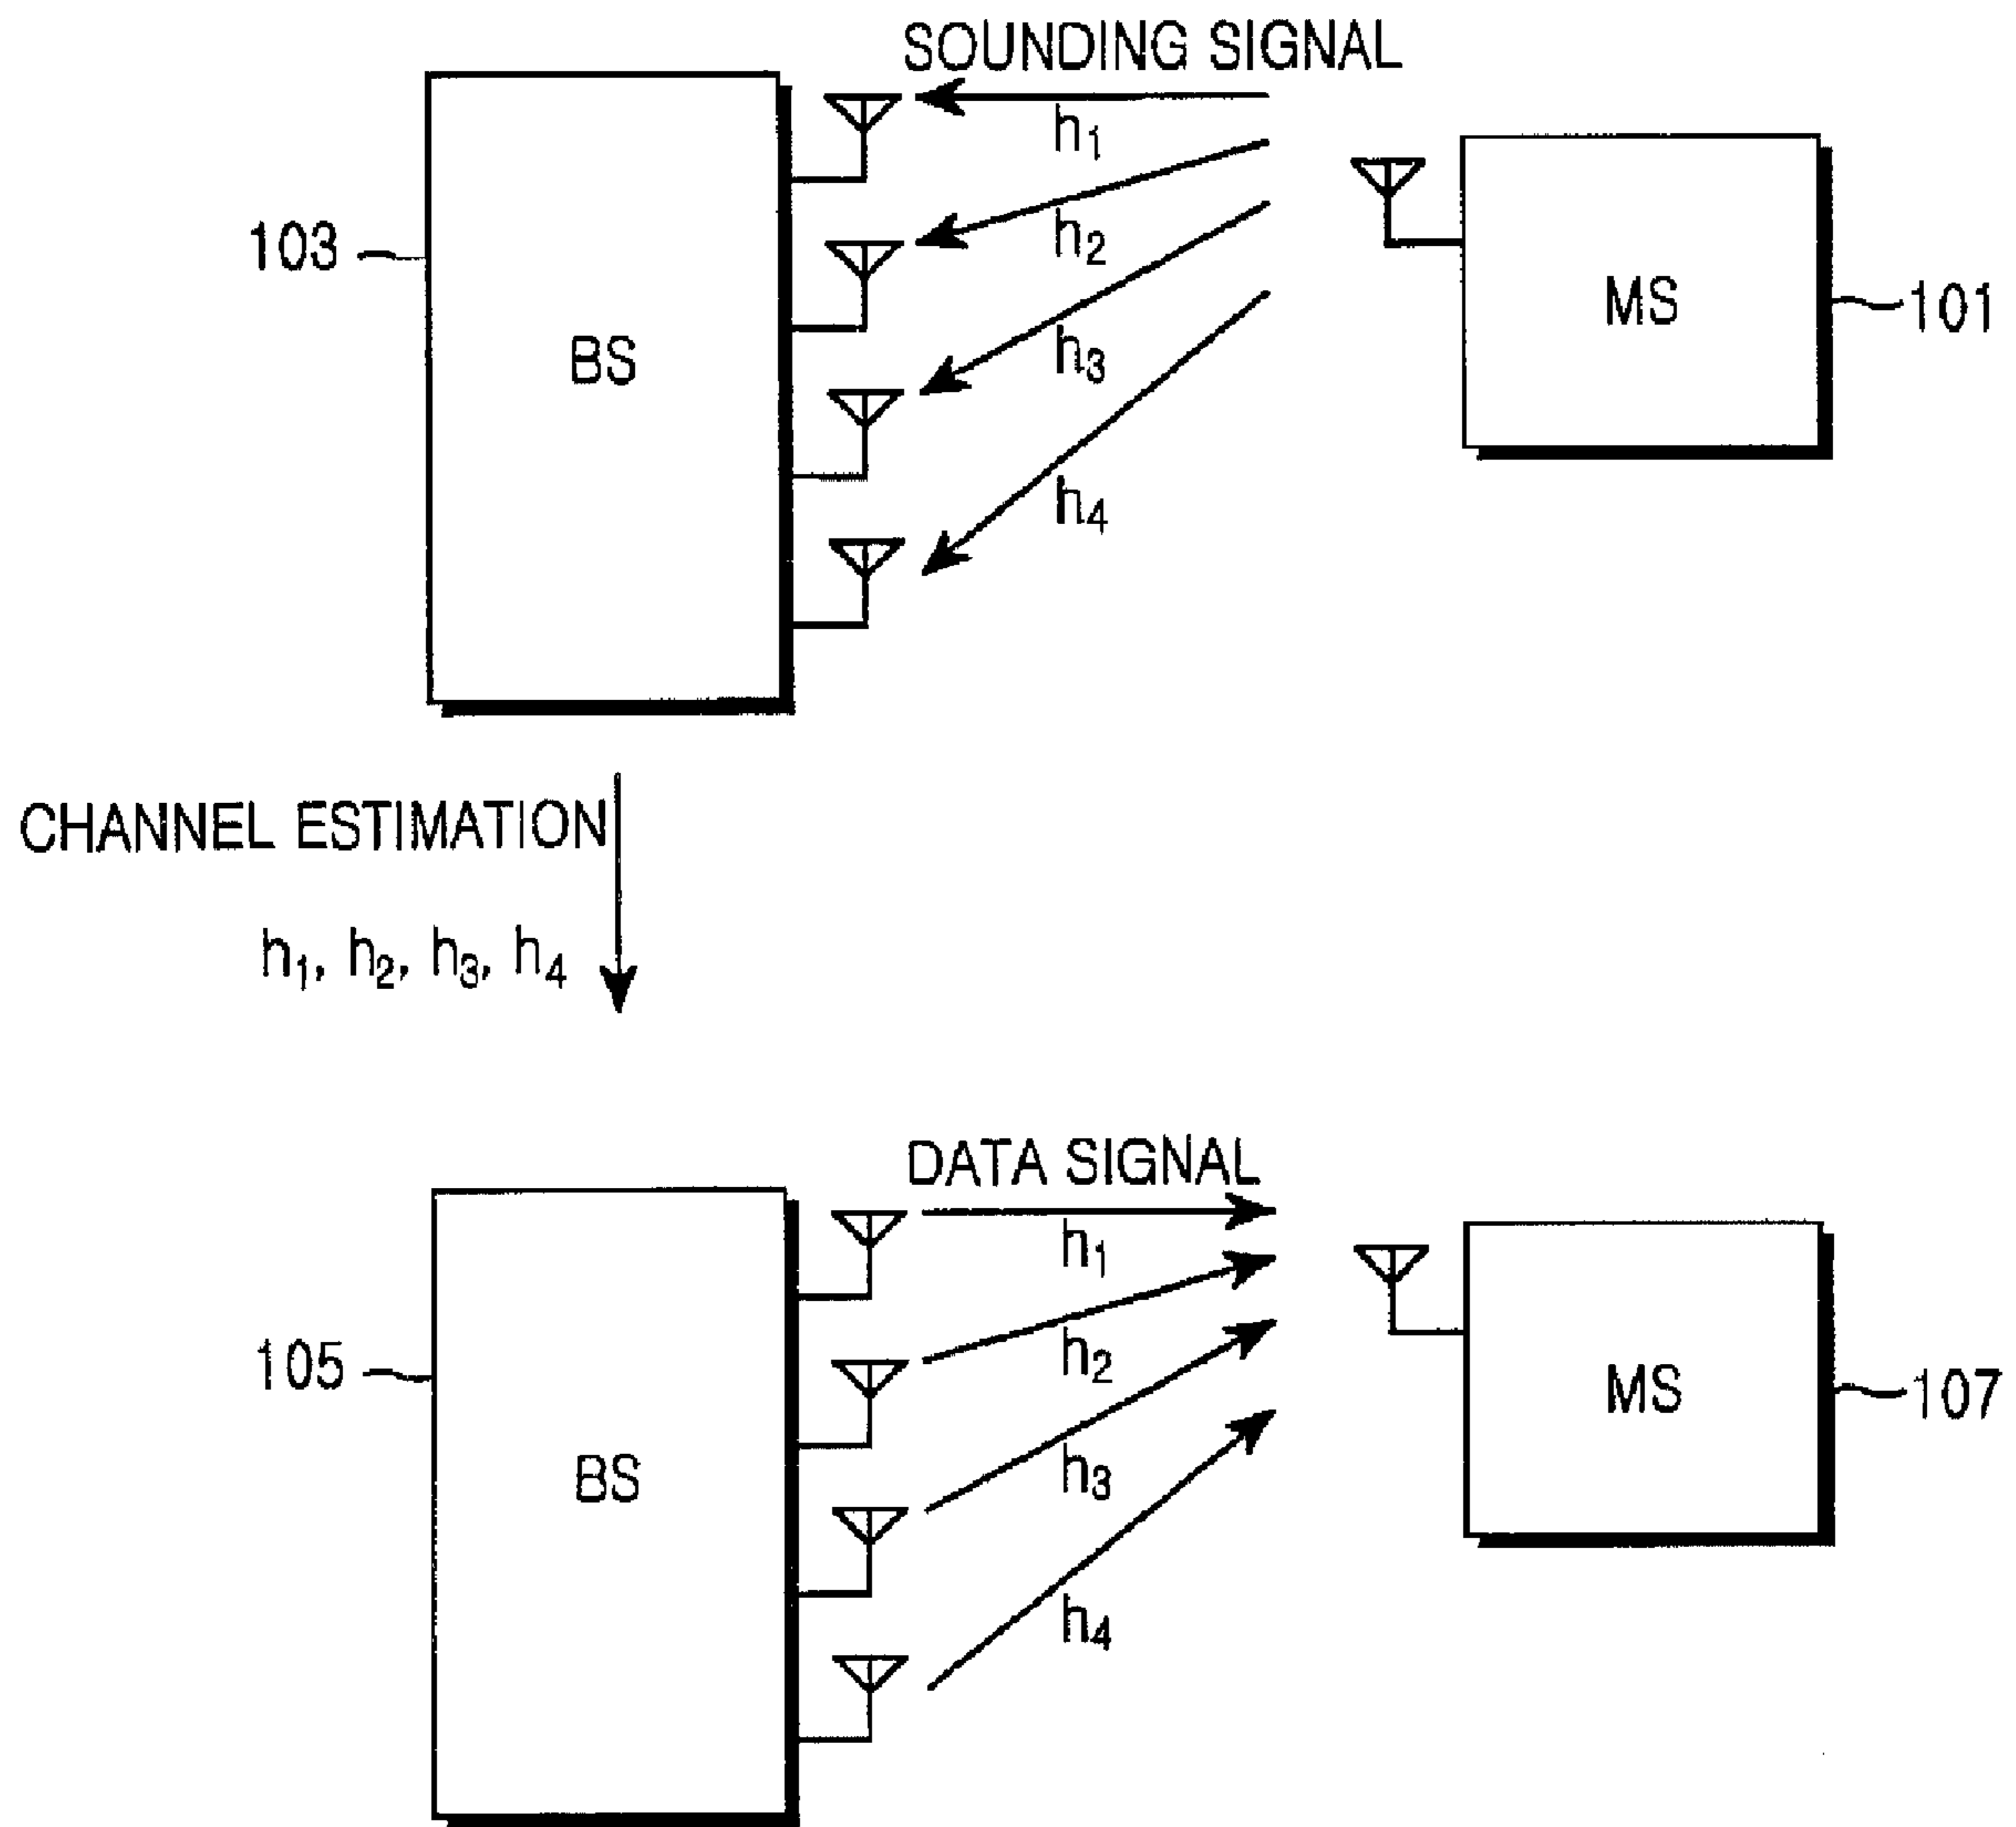 SOUNDING SIGNAL
h1
103
h2
MS
101
BS
h3
h4
CHANNEL ESTIMATION
h1, h2, h3, h4
DATA SIGNAL
h1
105
h2
MS
107
BS
h3
h4